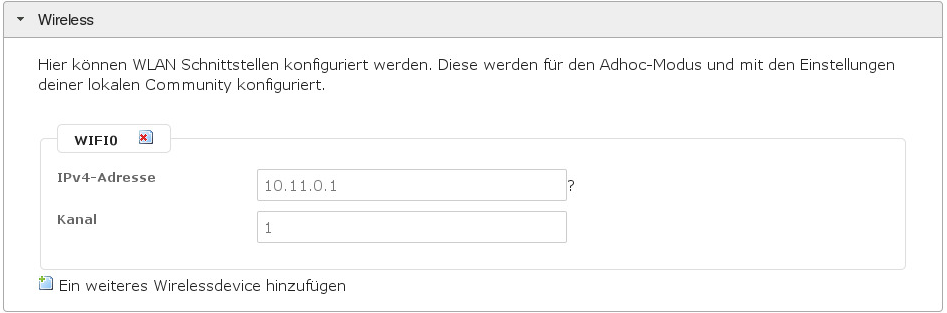 Wireless
Hier können WLAN Schnittstellen konfiguriert werden. Diese werden für den Adhoc-Modus und mit den Einstellungen
deiner lokalen Community konfiguriert.
WIFI0
IPv4-Adresse 10.11.0.1 ?
Kanal 1
Ein weiteres Wirelessdevice hinzufügen